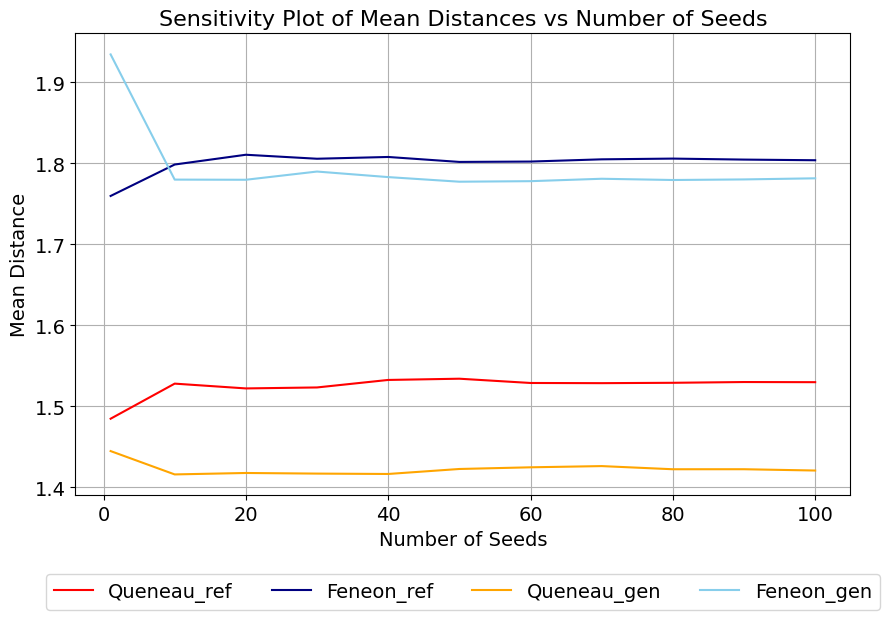 Sensitivity Plot of Mean Distances vs Number of Seeds
Mean Distance
1.9
1.8
1.7
1.6
1.5
1.4
0 20 40 60 80 100
Number of Seeds
Queneau_ref Feneon_ref Queneau_gen Feneon_gen